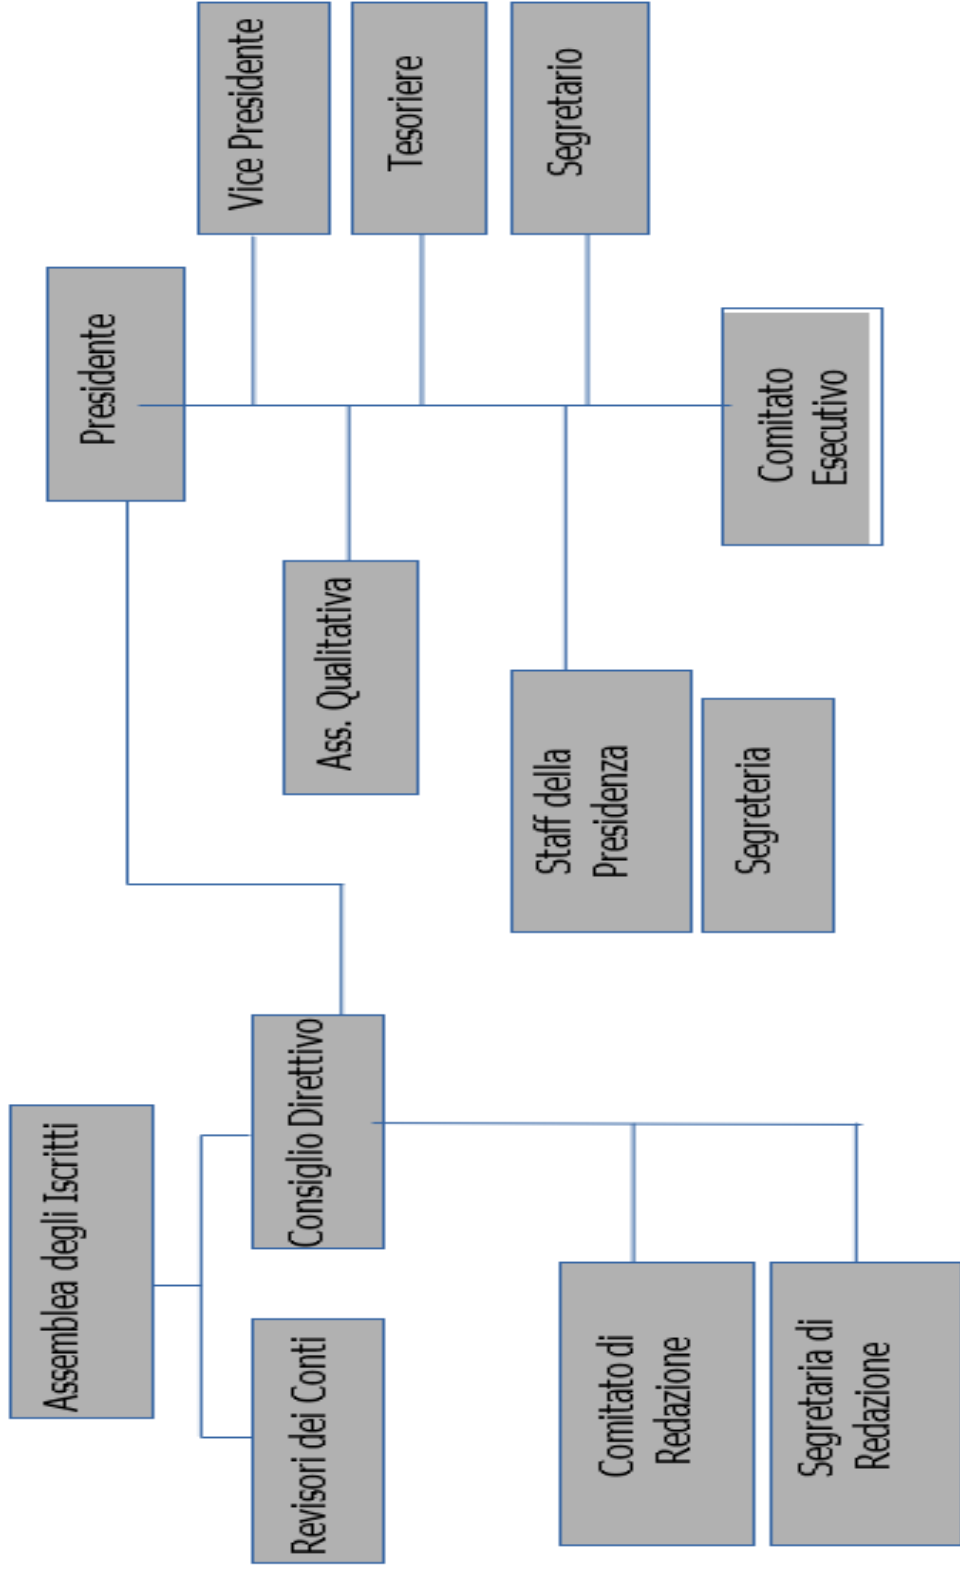 Assemblea degli Iscritti
Revisori dei Conti
Consiglio Direttivo
Comitato di
Redazione
Segretaria di
Redazione
Presidente
Vice Presidente
Ass. Qualitativa
Tesoriere
Staff della
Presidenza
Segretario
Segreteria
Comitato
Esecutivo